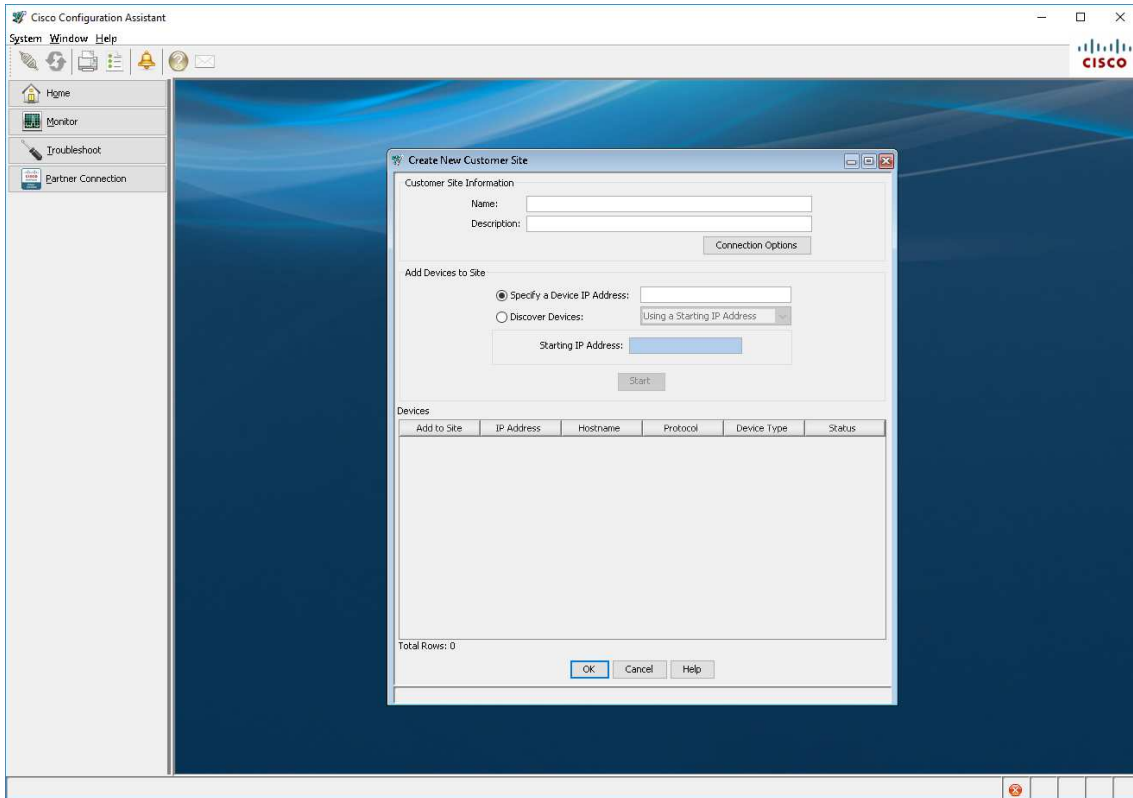 Cisco Configuration Assistant
System Window Help
CISCO
Home
Monitor
Troubleshoot
Partner Connection
Create New Customer Site
Customer Site Information
Name:
Description:
Connection Options
Add Devices to Site
Specify a Device IP Address:
Discover Devices: Using a Starting IP Address
Starting IP Address:
Start
Devices
Add to Site IP Address Hostname Protocol Device Type Status
Total Rows: 0
OK Cancel Help